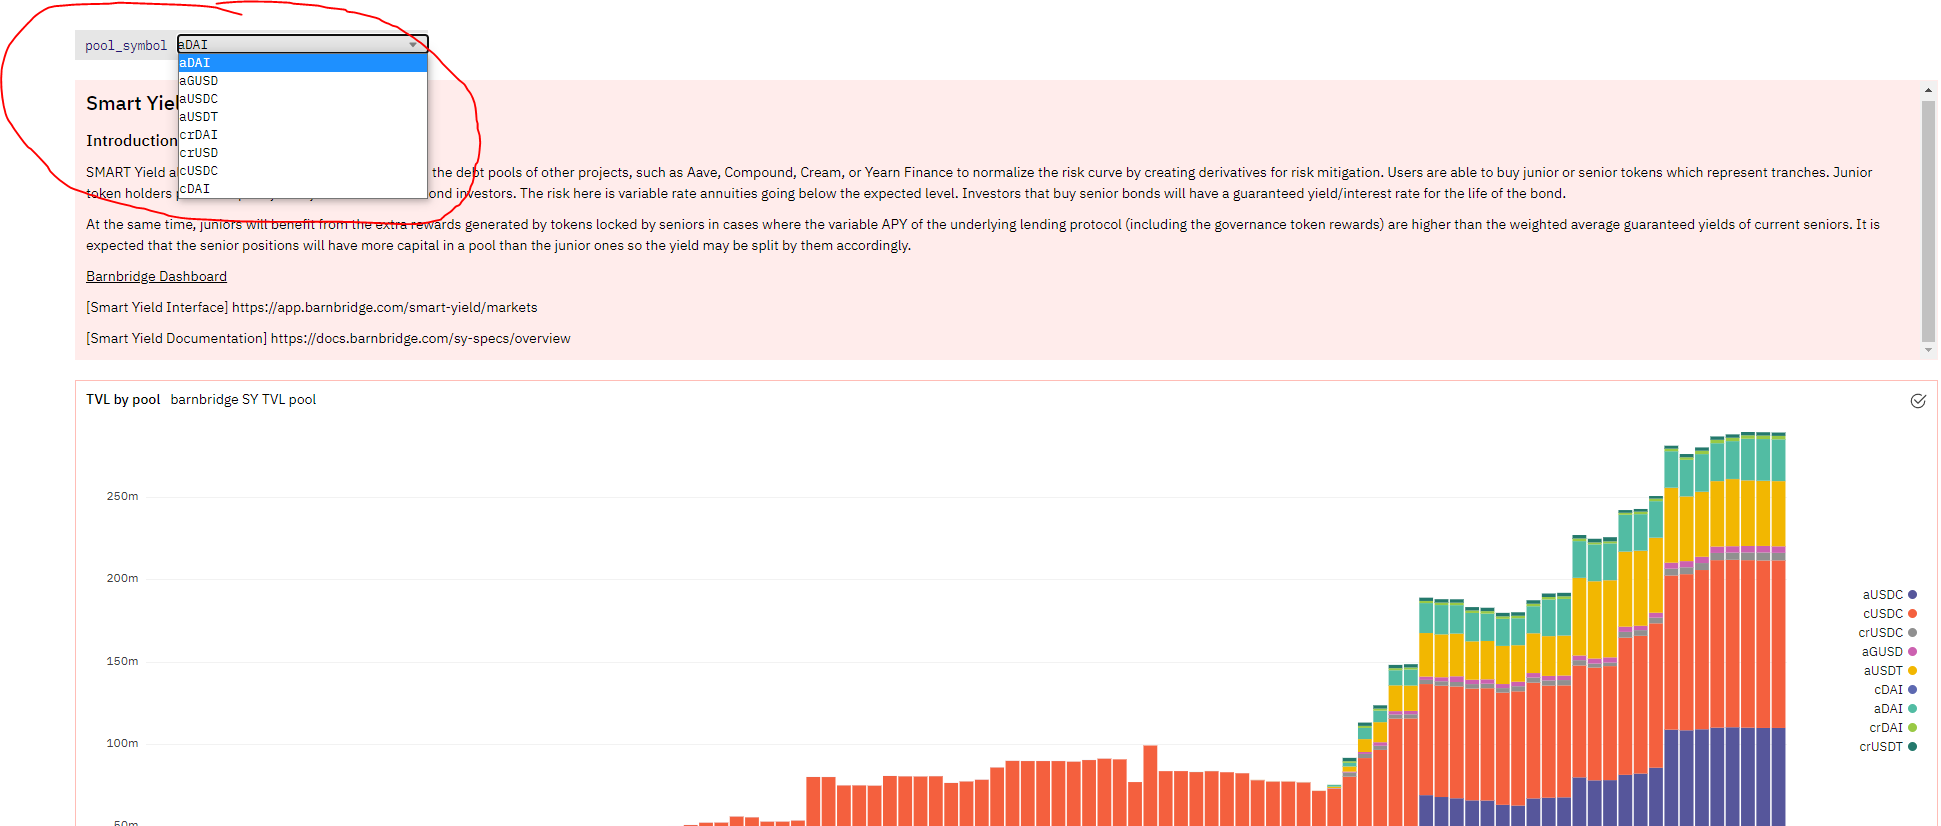 pool_symbol aDAI
aDAI
aGUSD
aUSDC
aUSDT
crDAI
crUSD
cUSDC
cDAI
Smart Yiel
Introduction
SMART Yield a the debt pools of other projects, such as Aave, Compound, Cream, or Yearn Finance to normalize the risk curve by creating derivatives for risk mitigation. Users are able to buy junior or senior tokens which represent tranches. Junior
token holders ond investors. The risk here is variable rate annuities going below the expected level. Investors that buy senior bonds will have a guaranteed yield/interest rate for the life of the bond.
At the same time, juniors will benefit from the extra rewards generated by tokens locked by seniors in cases where the variable APY of the underlying lending protocol (including the governance token rewards) are higher than the weighted average guaranteed yields of current seniors. It is
expected that the senior positions will have more capital in a pool than the junior ones so the yield may be split by them accordingly.
Barnbridge Dashboard
[Smart Yield Interface] https://app.barnbridge.com/smart-yield/markets
[Smart Yield Documentation] https://docs.barnbridge.com/sy-specs/overview
TVL by pool barnbridge SY TVL pool
250m
200m
150m
100m
50m
aUSDC
cUSDC
crUSDC
aGUSD
aUSDT
cDAI
aDAI
crDAI
crUSDT